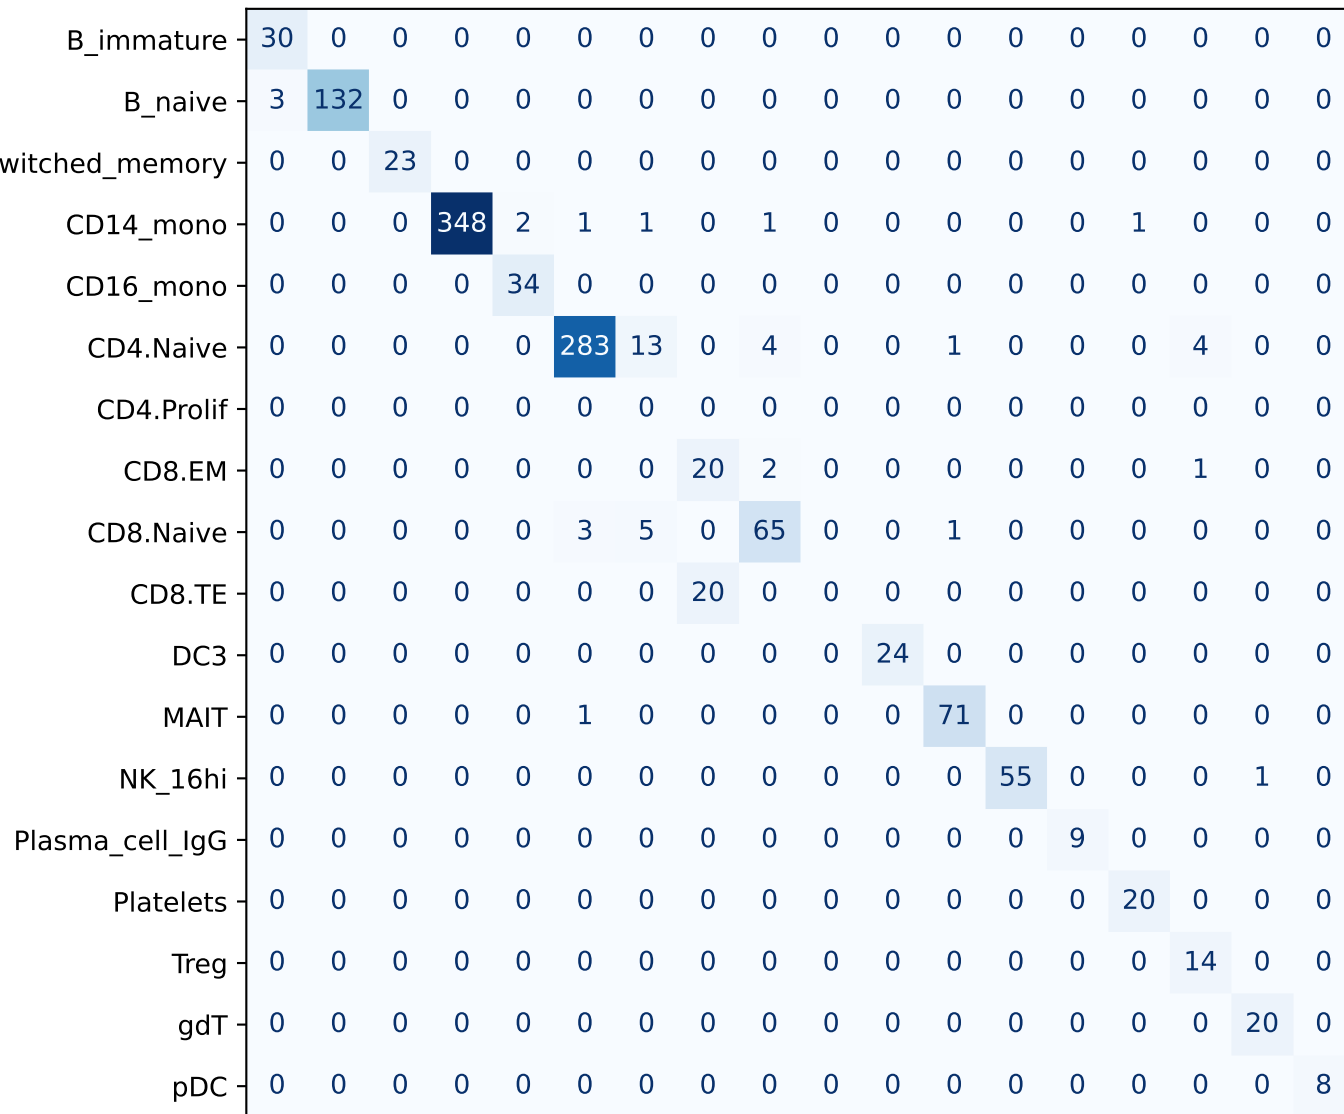 B_immature 30 0 0 0 0 0 0 0 0 0 0 0 0 0 0 0 0 0
B_naive 3 132 0 0 0 0 0 0 0 0 0 0 0 0 0 0 0 0
witched_memory 0 0 23 0 0 0 0 0 0 0 0 0 0 0 0 0 0 0
CD14_mono 0 0 0 348 2 1 1 0 1 0 0 0 0 0 1 0 0 0
CD16_mono 0 0 0 0 34 0 0 0 0 0 0 0 0 0 0 0 0 0
CD4.Naive 0 0 0 0 0 283 13 0 4 0 0 1 0 0 0 4 0 0
CD4.Prolif 0 0 0 0 0 0 0 0 0 0 0 0 0 0 0 0 0 0
CD8.EM 0 0 0 0 0 0 0 20 2 0 0 0 0 0 0 1 0 0
CD8.Naive 0 0 0 0 0 3 5 0 65 0 0 1 0 0 0 0 0 0
CD8.TE 0 0 0 0 0 0 0 20 0 0 0 0 0 0 0 0 0 0
DC3 0 0 0 0 0 0 0 0 0 0 24 0 0 0 0 0 0 0
MAIT 0 0 0 0 0 1 0 0 0 0 0 71 0 0 0 0 0 0
NK_16hi 0 0 0 0 0 0 0 0 0 0 0 0 55 0 0 0 1 0
Plasma_cell_IgG 0 0 0 0 0 0 0 0 0 0 0 0 0 9 0 0 0 0
Platelets 0 0 0 0 0 0 0 0 0 0 0 0 0 0 20 0 0 0
Treg 0 0 0 0 0 0 0 0 0 0 0 0 0 0 0 14 0 0
gdT 0 0 0 0 0 0 0 0 0 0 0 0 0 0 0 0 20 0
pDC 0 0 0 0 0 0 0 0 0 0 0 0 0 0 0 0 0 8